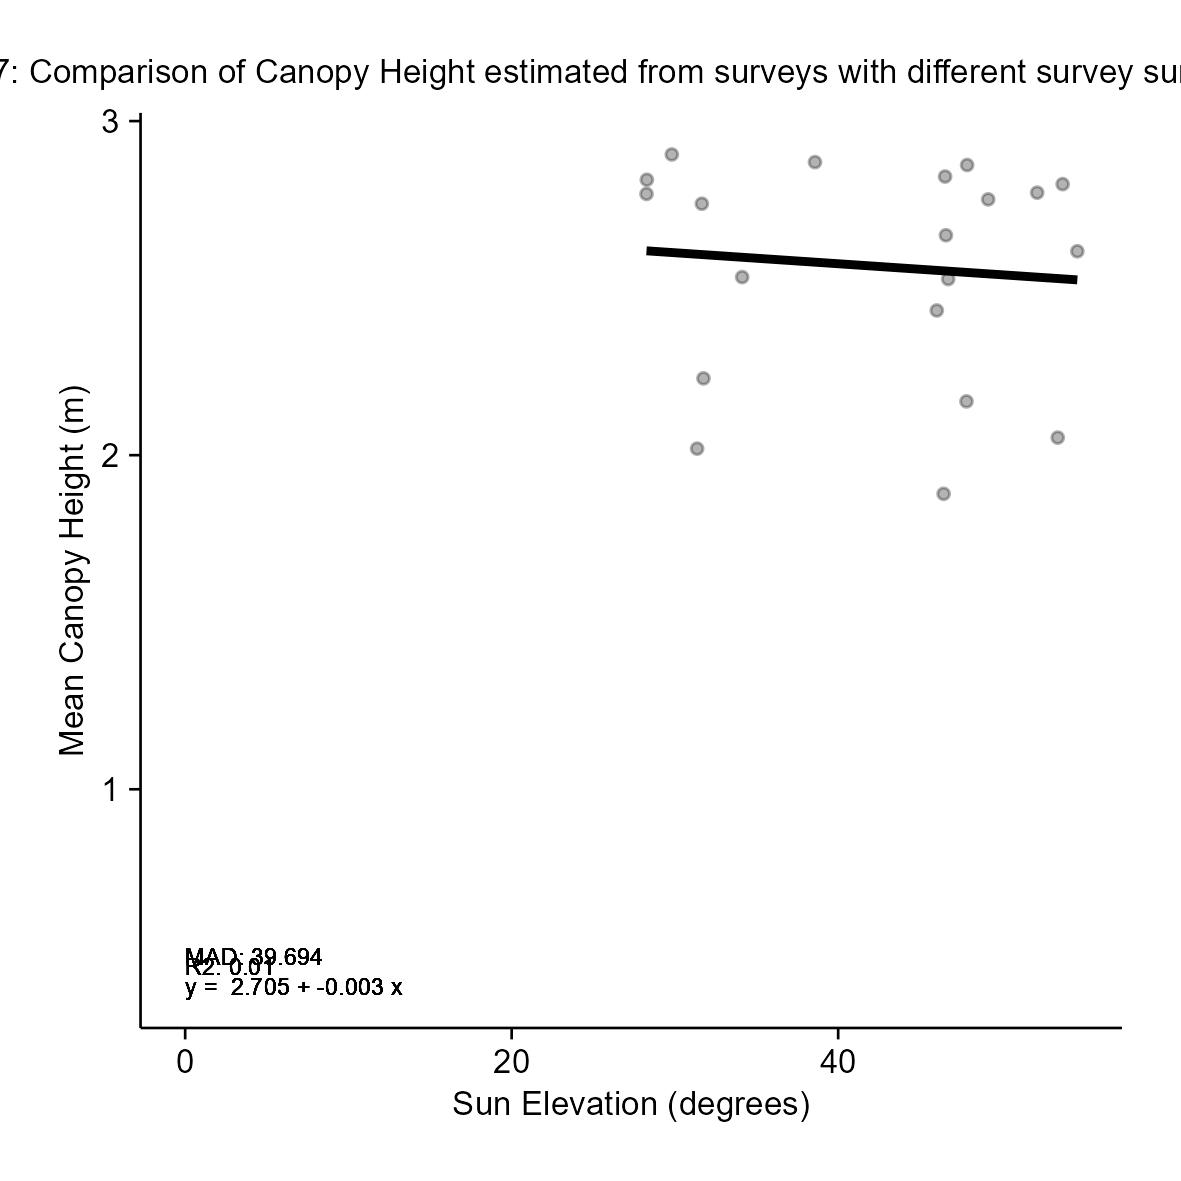 7: Comparison of Canopy Height estimated from surveys with different survey su
3
2
1
Mean Canopy Height (m)
MAD: 39.694
R2: 0.01
y = 2.705 + -0.003 x
0
20
40
Sun Elevation (degrees)